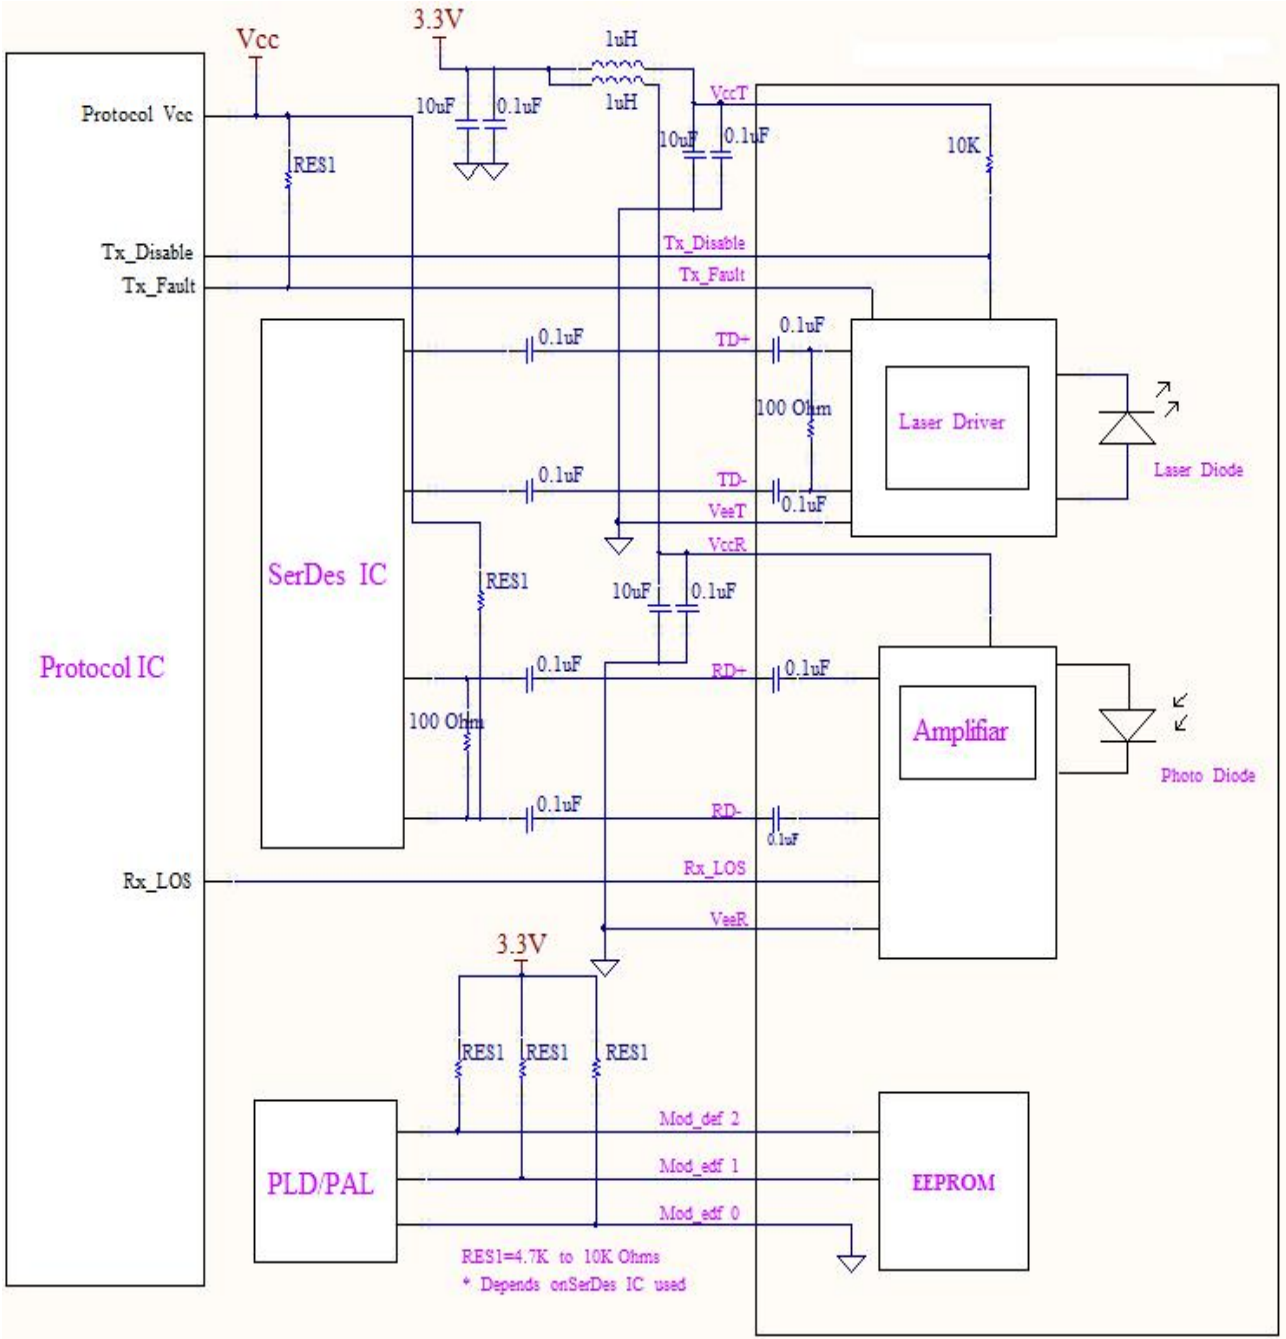 3.3V
Vcc
1uH
1uH
10uF
0.1uF
VccT
Protocol Vcc
10uF
0.1uF
10K
RES1
Tx_Disable
Tx_Disable
Tx_Fault
Tx_Fault
0.1uF
0.1uF
TD+
100 Ohm
Laser Driver
Laser Diode
0.1uF
TD-
0.1uF
VeeT
VccR
SerDes IC
RES1
10uF
0.1uF
Protocol IC
0.1uF
RD+
0.1uF
100 Ohm
Amplifiar
Photo Diode
0.1uF
RD-
0.1uF
Rx_LOS
Rx_LOS
VeeR
3.3V
RES1
RES1
RES1
Mod_def 2
Mod_edf 1
PLD/PAL
EEPROM
Mod_edf 0
RES1=4.7K to 10K Ohms
* Depends onSerDes IC used